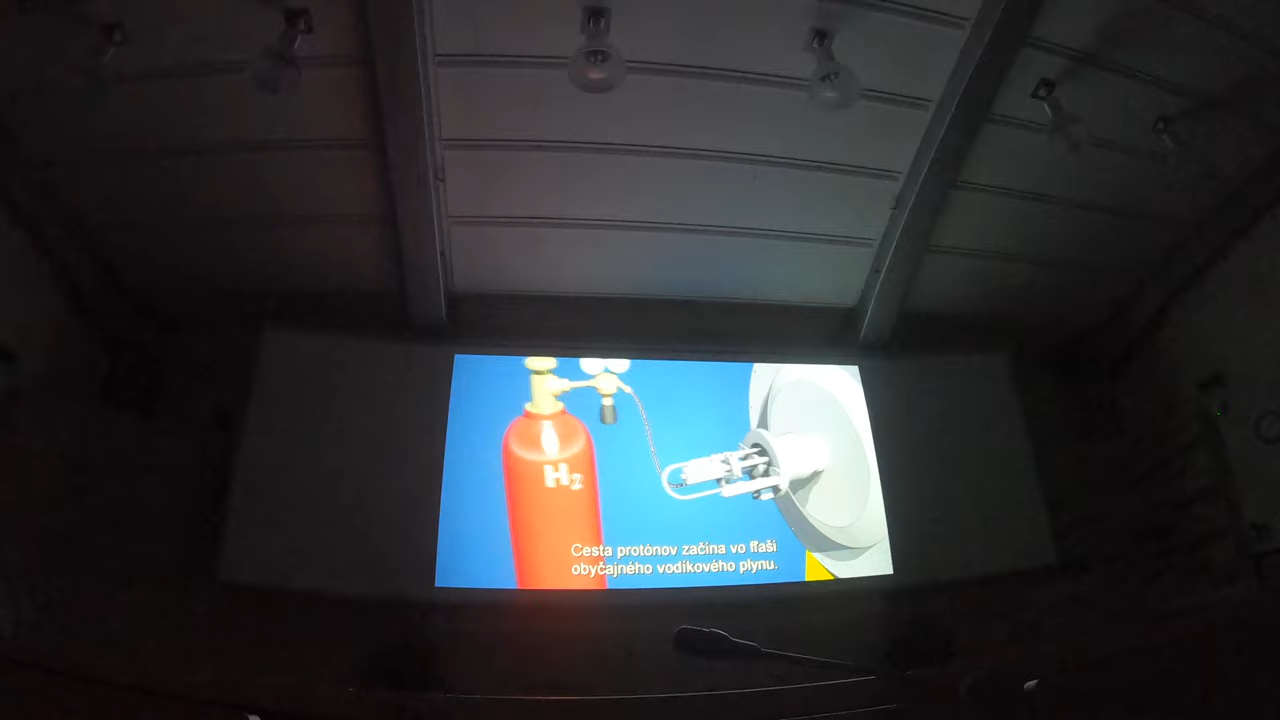 H₂
Cesta protónov začína vo fľaši
obyčajného vodíkového plynu.